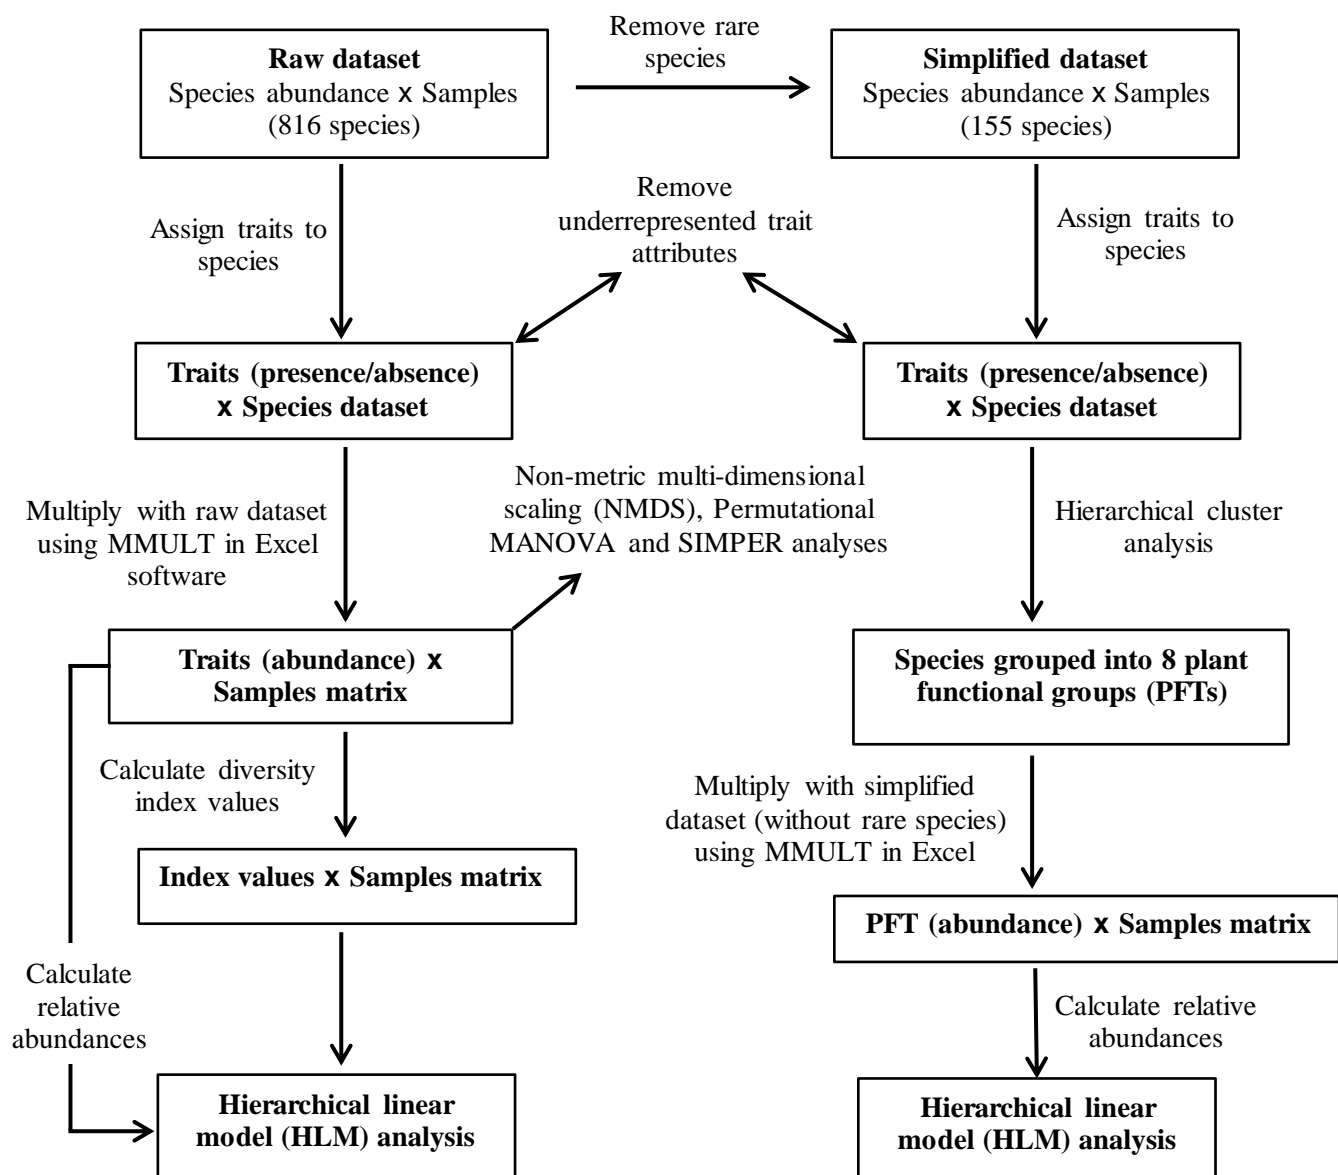 Raw dataset
Species abundance x Samples
(816 species)
Remove rare
species
Simplified dataset
Species abundance x Samples
(155 species)
Assign traits to
species
Remove
underrepresented trait
attributes
Assign traits to
species
Traits (presence/absence)
x Species dataset
Traits (presence/absence)
x Species dataset
Multiply with raw dataset
using MMULT in Excel
software
Non-metric multi-dimensional
scaling (NMDS), Permutational
MANOVA and SIMPER analyses
Hierarchical cluster
analysis
Traits (abundance) x
Samples matrix
Species grouped into 8 plant
functional groups (PFTs)
Calculate diversity
index values
Multiply with simplified
dataset (without rare species)
using MMULT in Excel
Index values x Samples matrix
PFT (abundance) x Samples matrix
Calculate
relative
abundances
Calculate relative
abundances
Hierarchical linear
model (HLM) analysis
Hierarchical linear
model (HLM) analysis